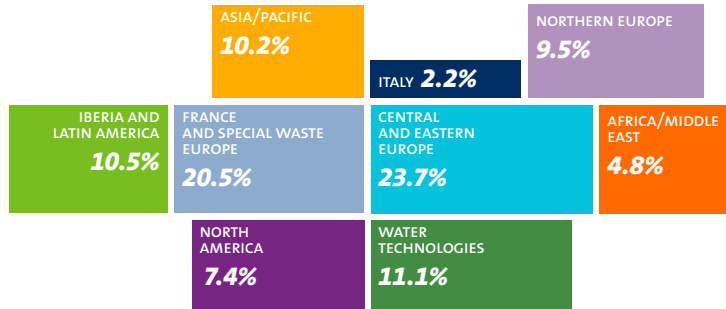 ASIA/PACIFIC
10.2%
ITALY 2.2%
NORTHERN EUROPE
9.5%
IBERIA AND
LATIN AMERICA
10.5%
FRANCE
AND SPECIAL WASTE
EUROPE
20.5%
CENTRAL
AND EASTERN
EUROPE
23.7%
AFRICA/MIDDLE
EAST
4.8%
NORTH
AMERICA
7.4%
WATER
TECHNOLOGIES
11.1%